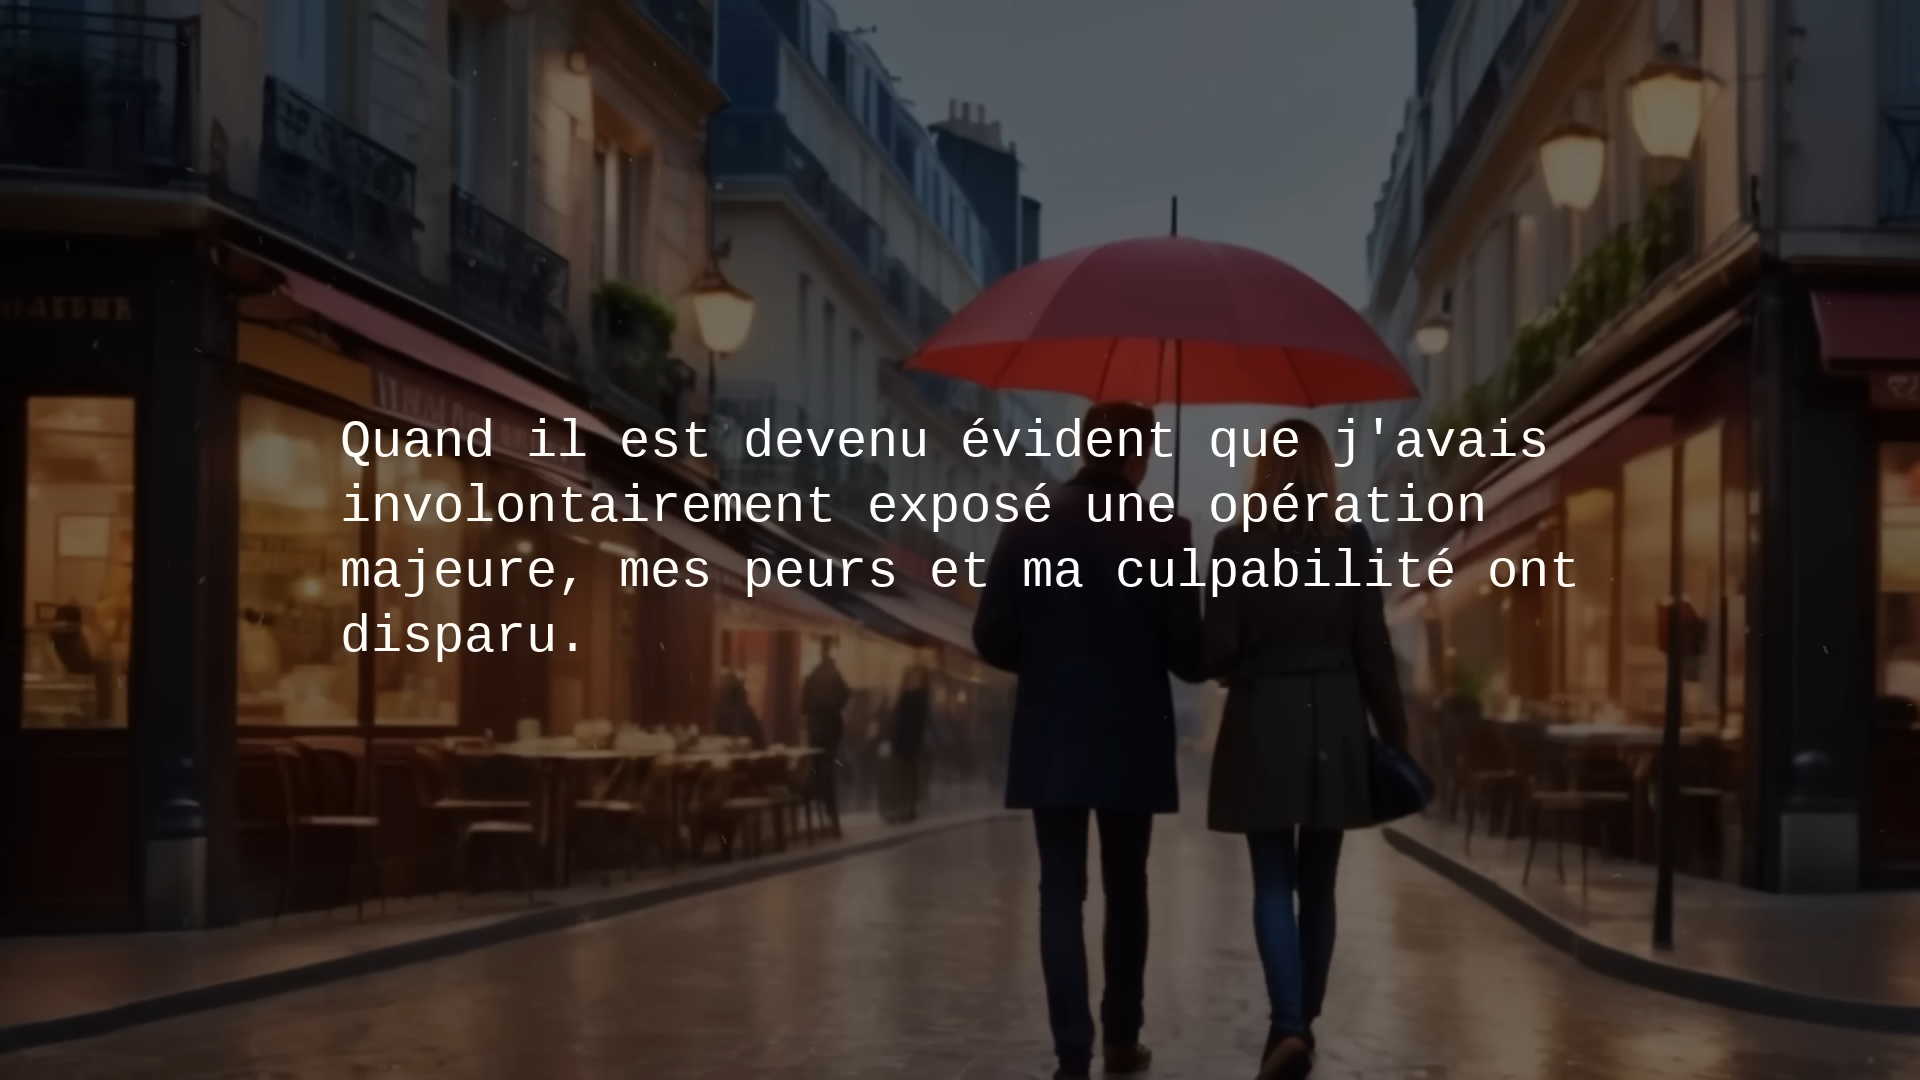 Quand il est devenu évident que j'avais
involontairement exposé une opération
majeure, mes peurs et ma culpabilité ont
disparu.